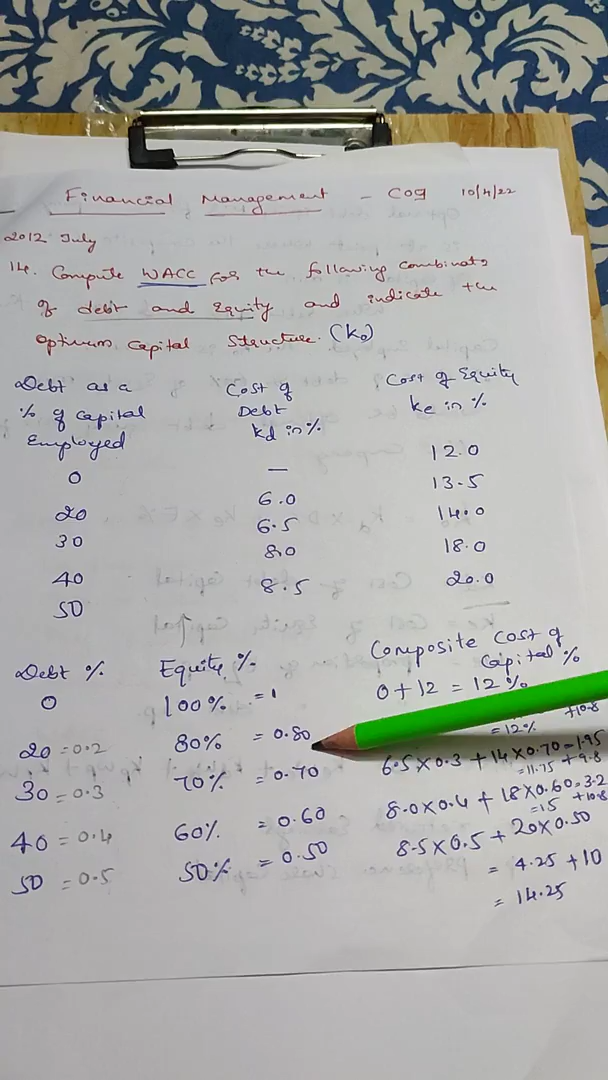 Financial Management - COG 10/4/22
2012 July
14. Compute WACC for the following combinats
of debt and Equity and indicate the
optimum capital structure. (Ko)
Debt as a % of Capital Employed
Cost of Debt kd in %
Cost of Equity ke in %
0 — 12.0
20 6.0 13.5
30 6.5 14.0
40 8.0 18.0
50 8.5 20.0
Debt % Equity % Composite Cost of Capital %
0 100% = 1 0 + 12 = 12%
20 = 0.2 80% = 0.80 +10.8
= 12%
30 = 0.3 70% = 0.70 6.5 X 0.3 + 14 X 0.70 = 1.95
= 11.75 + 9.8
40 = 0.4 60% = 0.60 8.0 X 0.4 + 18 X 0.60 = 3.2
= 15 + 10.8
50 = 0.5 50% = 0.50 8.5 X 0.5 + 20 X 0.50
= 4.25 + 10
= 14.25